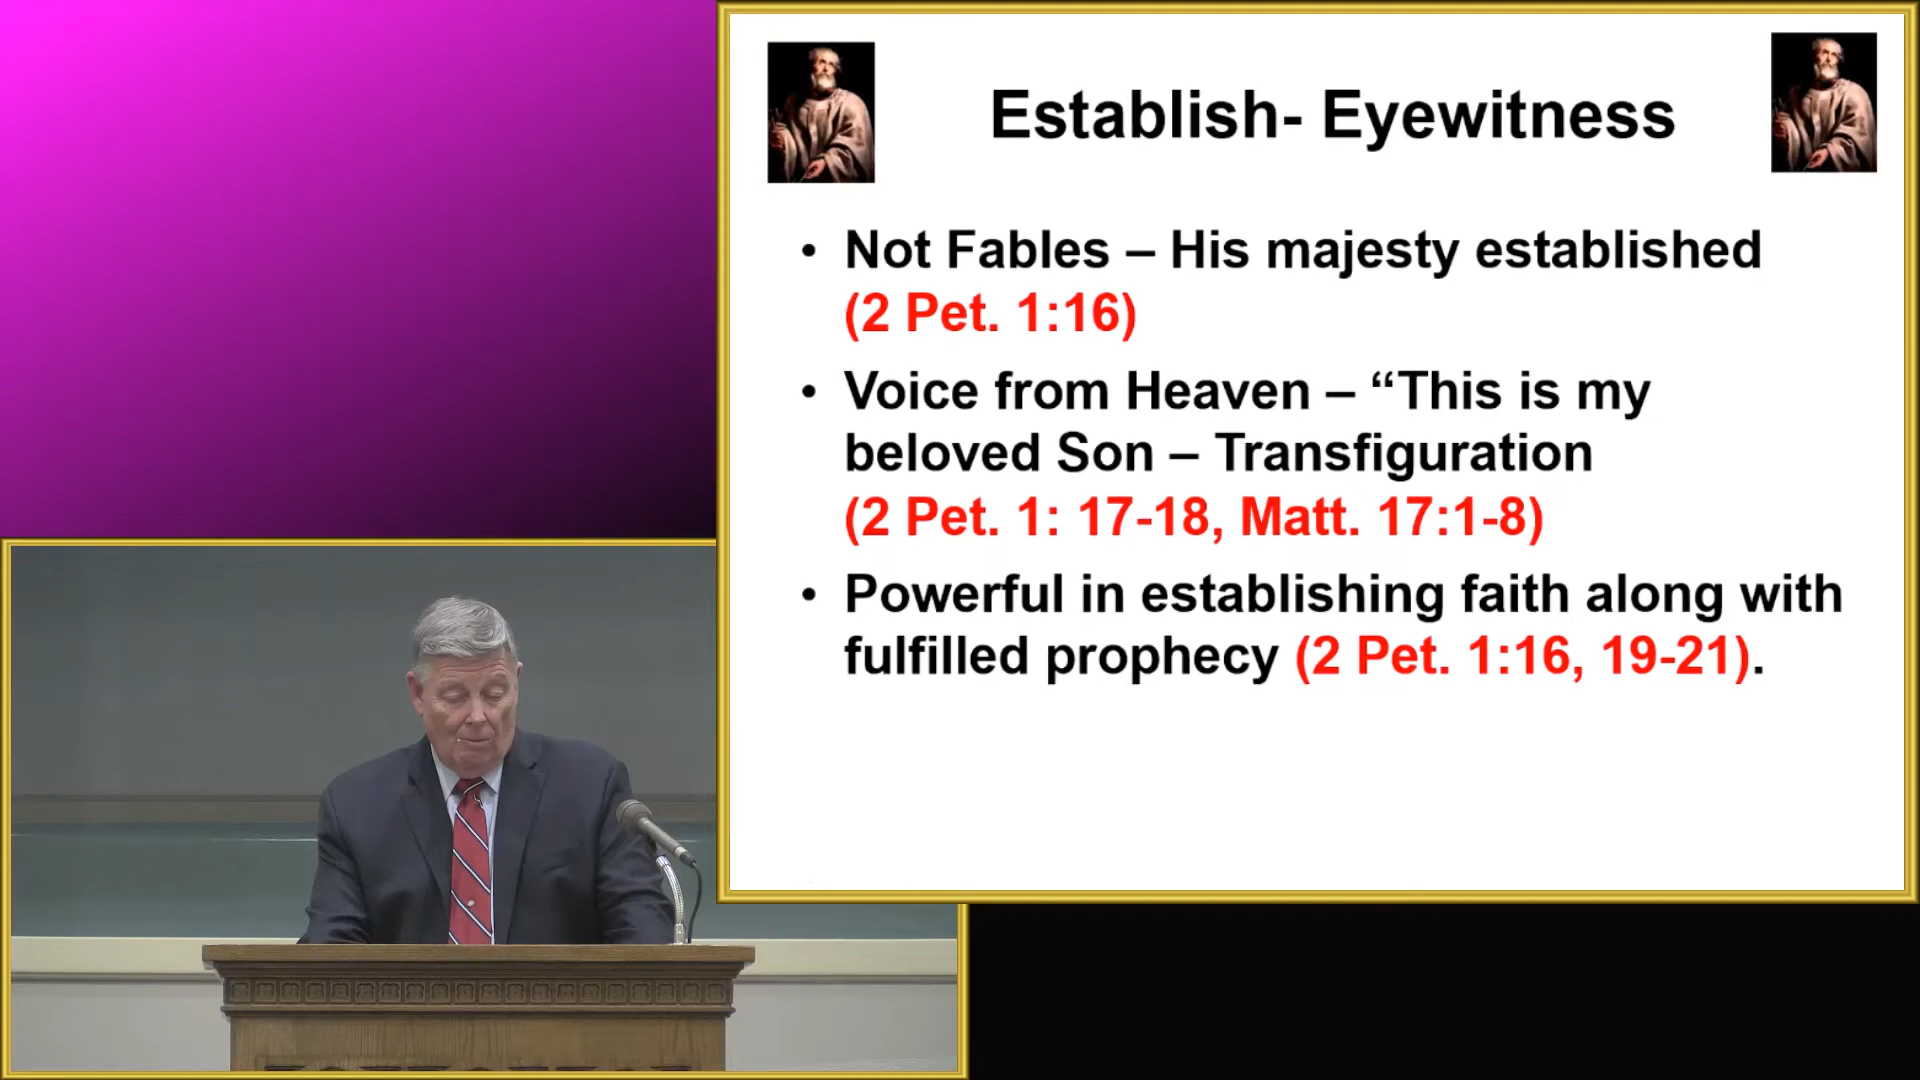 Establish- Eyewitness
• Not Fables – His majesty established
(2 Pet. 1:16)
• Voice from Heaven – “This is my
beloved Son – Transfiguration
(2 Pet. 1: 17-18, Matt. 17:1-8)
• Powerful in establishing faith along with
fulfilled prophecy (2 Pet. 1:16, 19-21).